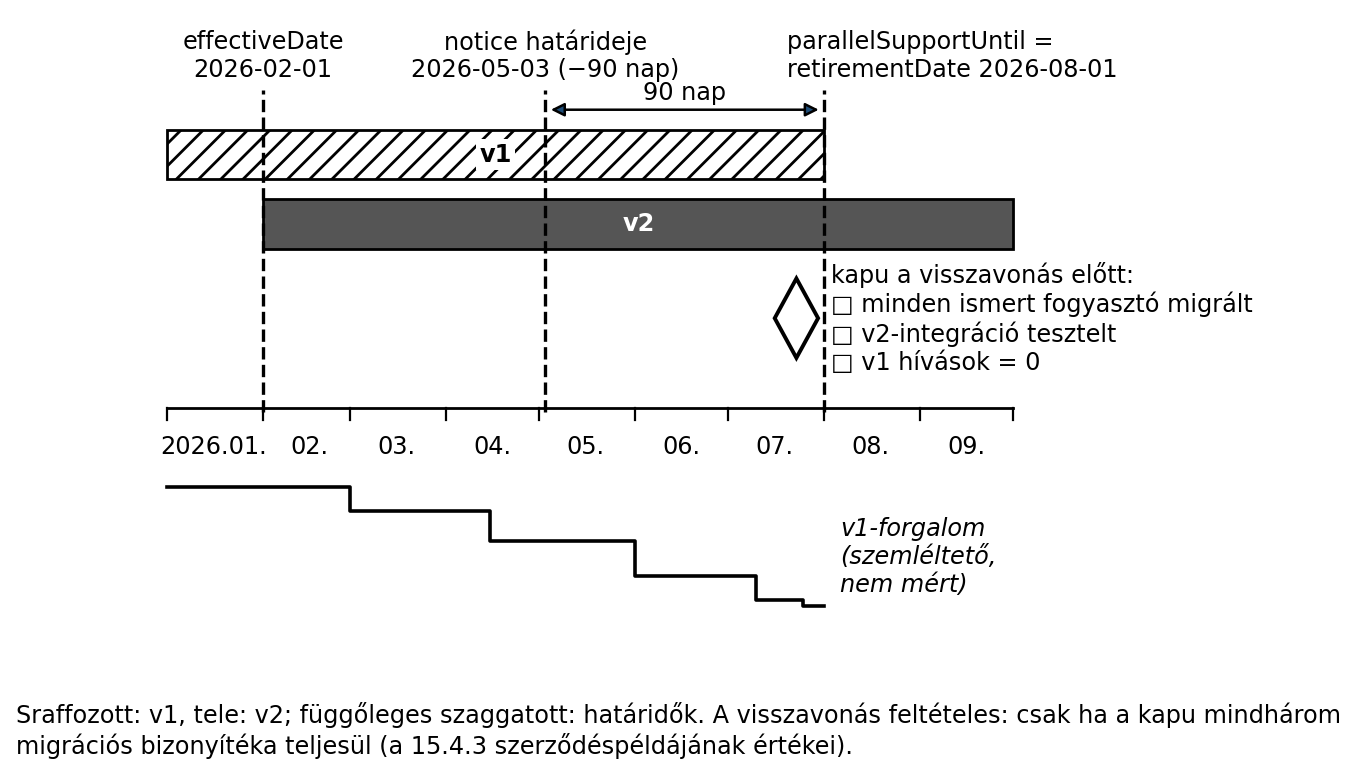 effectiveDate
2026-02-01
notice határideje
2026-05-03 (−90 nap)
parallelSupportUntil =
retirementDate 2026-08-01
90 nap
v1
v2
kapu a visszavonás előtt:
□ minden ismert fogyasztó migrált
□ v2-integráció tesztelt
□ v1 hívások = 0
2026.01. 02. 03. 04. 05. 06. 07. 08. 09.
v1-forgalom
(szemléltető,
nem mért)
Sraffozott: v1, tele: v2; függőleges szaggatott: határidők. A visszavonás feltételes: csak ha a kapu mindhárom
migrációs bizonyítéka teljesül (a 15.4.3 szerződéspéldájának értékei).